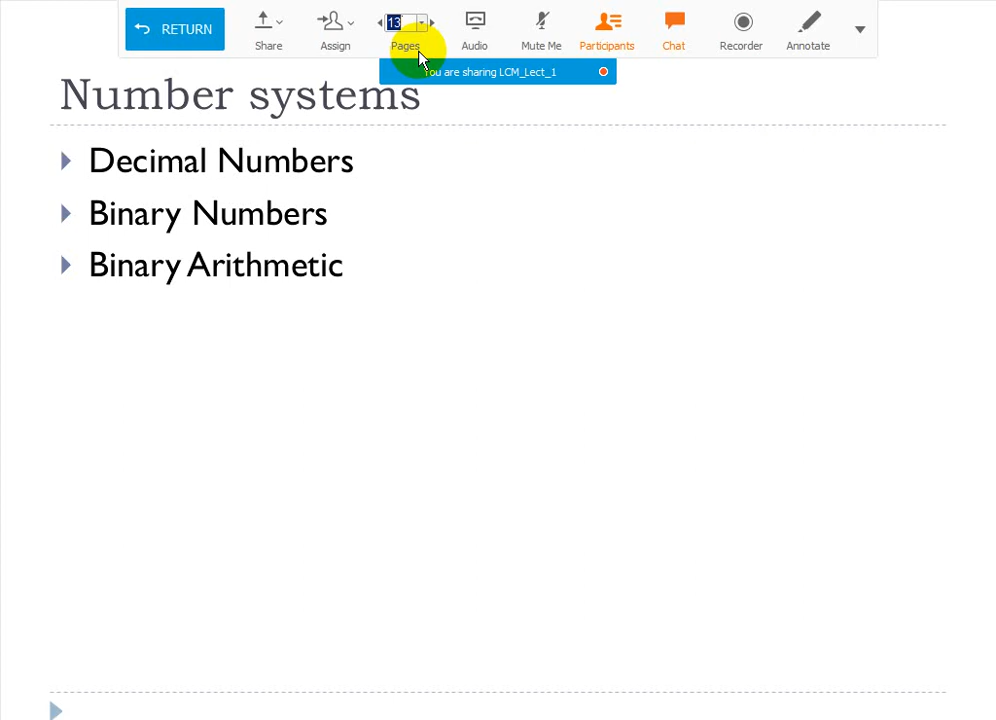 RETURN
Share
Assign
13
Pages
Audio
Mute Me
Participants
Chat
Recorder
Annotate
You are sharing LCM_Lect_1
Number systems
Decimal Numbers
Binary Numbers
Binary Arithmetic